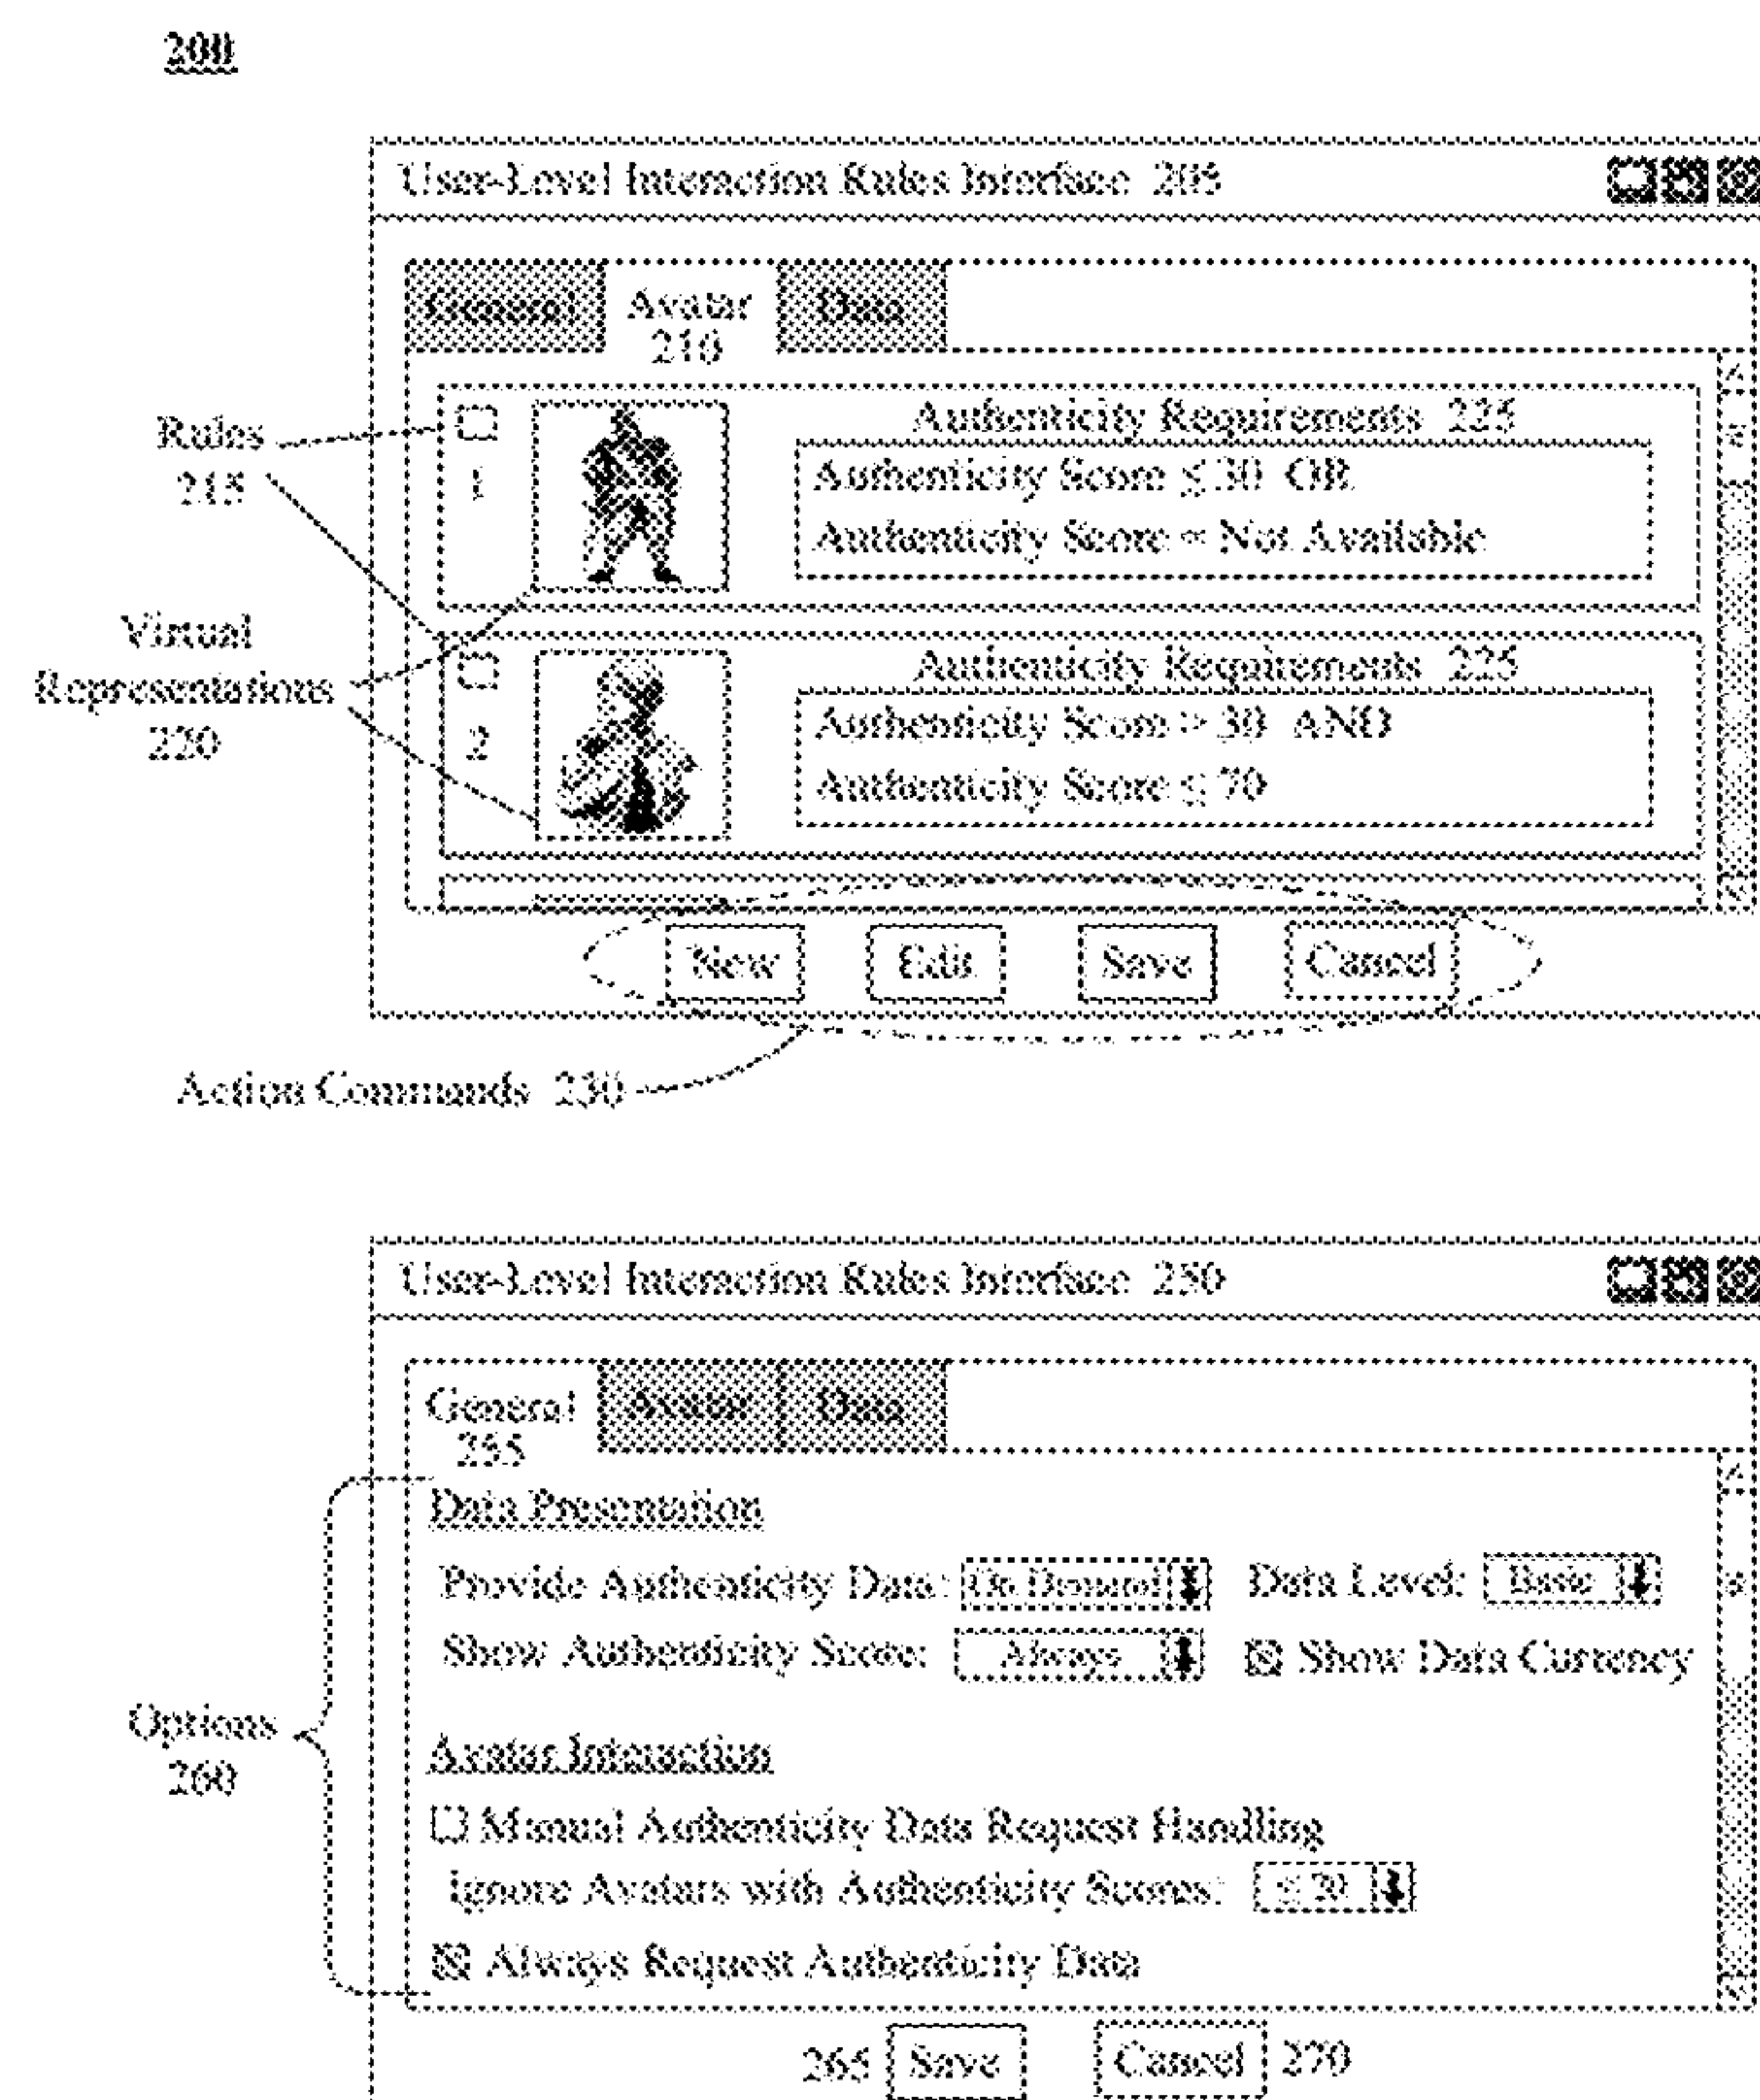 200
User-Level Interaction Rules Interface 205
General
Avatar
210
Data
Rules
215
1
Authenticity Requirements 225
Authenticity Score ≤ 30 OR
Authenticity Score = Not Available
Virtual
Representations
220
2
Authenticity Requirements 225
Authenticity Score > 30 AND
Authenticity Score ≤ 70
New Edit Save Cancel
Action Commands 230
User-Level Interaction Rules Interface 250
General
255
Avatar
Data
Data Presentation
Provide Authenticity Data: On Demand Data Level: Basic
Show Authenticity Score: Always Show Data Currency
Options
260
Avatar Interaction
Manual Authenticity Data Request Handling
Ignore Avatars with Authenticity Scores: ≤ 20
Always Request Authenticity Data
265 Save Cancel 270